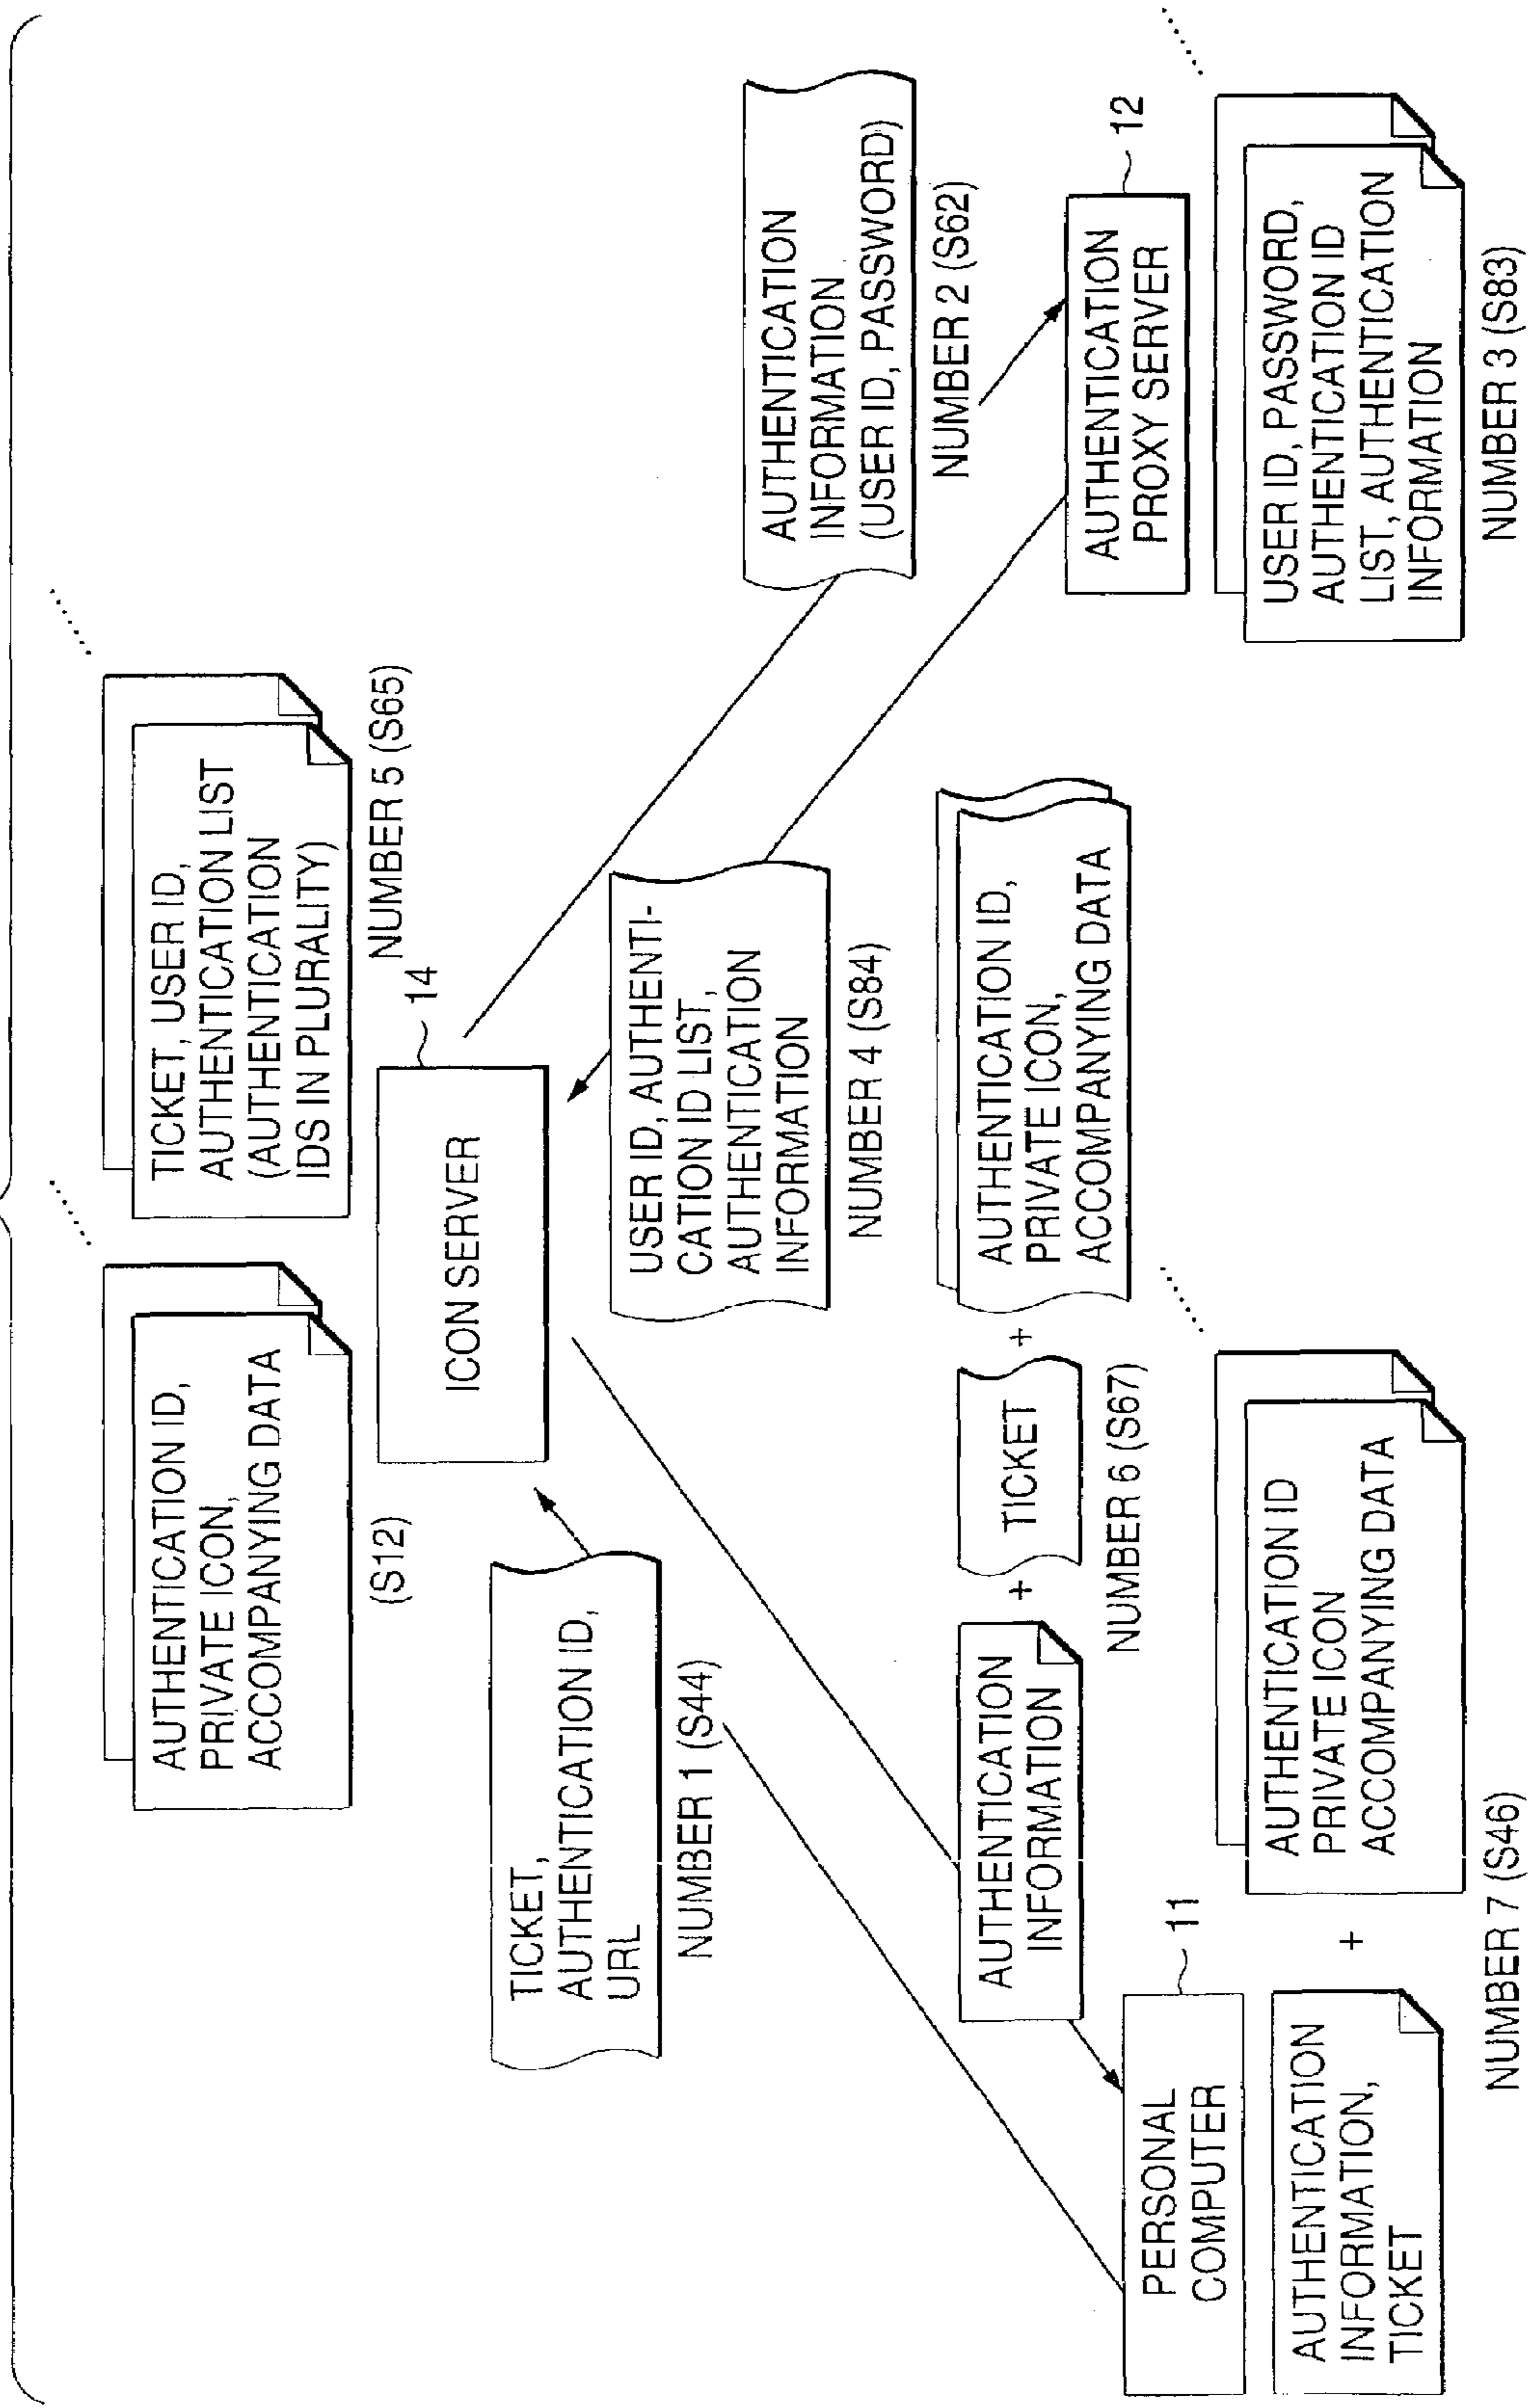 AUTHENTICATION ID,
PRIVATE ICON,
ACCOMPANYING DATA
(S12)
TICKET, USER ID,
AUTHENTICATION LIST
(AUTHENTICATION
IDS IN PLURALITY)
NUMBER 5 (S65)
14
ICON SERVER
TICKET,
AUTHENTICATION ID,
URL
NUMBER 1 (S44)
USER ID, AUTHENTI-
CATION ID LIST,
AUTHENTICATION
INFORMATION
NUMBER 4 (S84)
AUTHENTICATION
INFORMATION
(USER ID, PASSWORD)
NUMBER 2 (S62)
AUTHENTICATION
INFORMATION
+
TICKET
+
AUTHENTICATION ID,
PRIVATE ICON,
ACCOMPANYING DATA
NUMBER 6 (S67)
11
PERSONAL
COMPUTER
AUTHENTICATION
INFORMATION,
TICKET
+
AUTHENTICATION ID
PRIVATE ICON
ACCOMPANYING DATA
NUMBER 7 (S46)
12
AUTHENTICATION
PROXY SERVER
USER ID, PASSWORD,
AUTHENTICATION ID
LIST, AUTHENTICATION
INFORMATION
NUMBER 3 (S83)